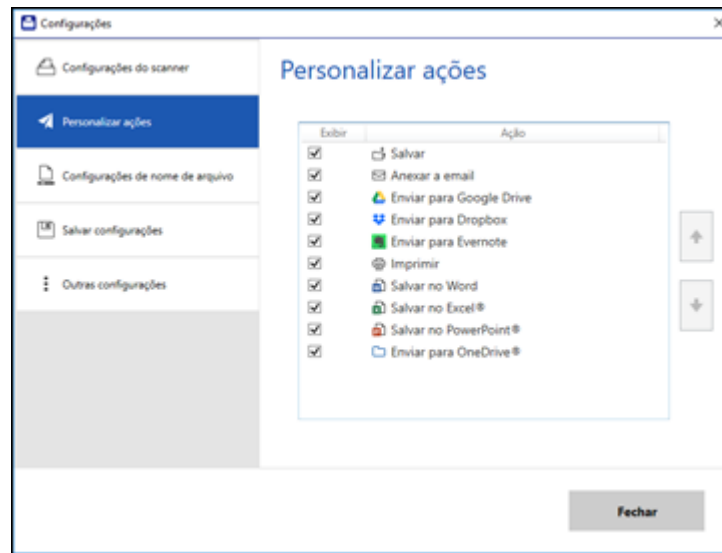 Configurações
Configurações do scanner
Personalizar ações
Configurações de nome de arquivo
Salvar configurações
Outras configurações
Personalizar ações
Exibir Ação
Salvar
Anexar a email
Enviar para Google Drive
Enviar para Dropbox
Enviar para Evernote
Imprimir
Salvar no Word
Salvar no Excel®
Salvar no PowerPoint®
Enviar para OneDrive®
Fechar